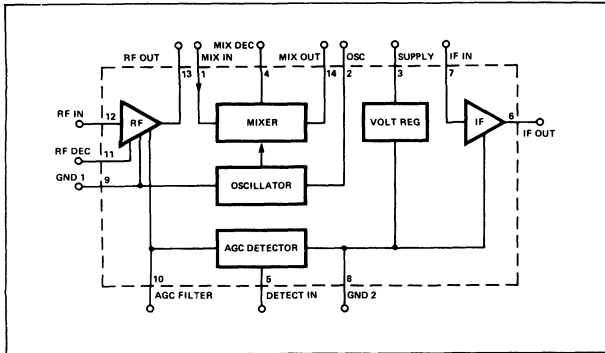 MIX DEC
RF OUT MIX IN MIX OUT OSC SUPPLY IF IN
13 1 4 14 2 3 7
RF IN 12 RF MIXER VOLT REG IF 6 IF OUT
RF DEC 11
GND 1 9 OSCILLATOR
AGC DETECTOR
10 5 8
AGC FILTER DETECT IN GND 2